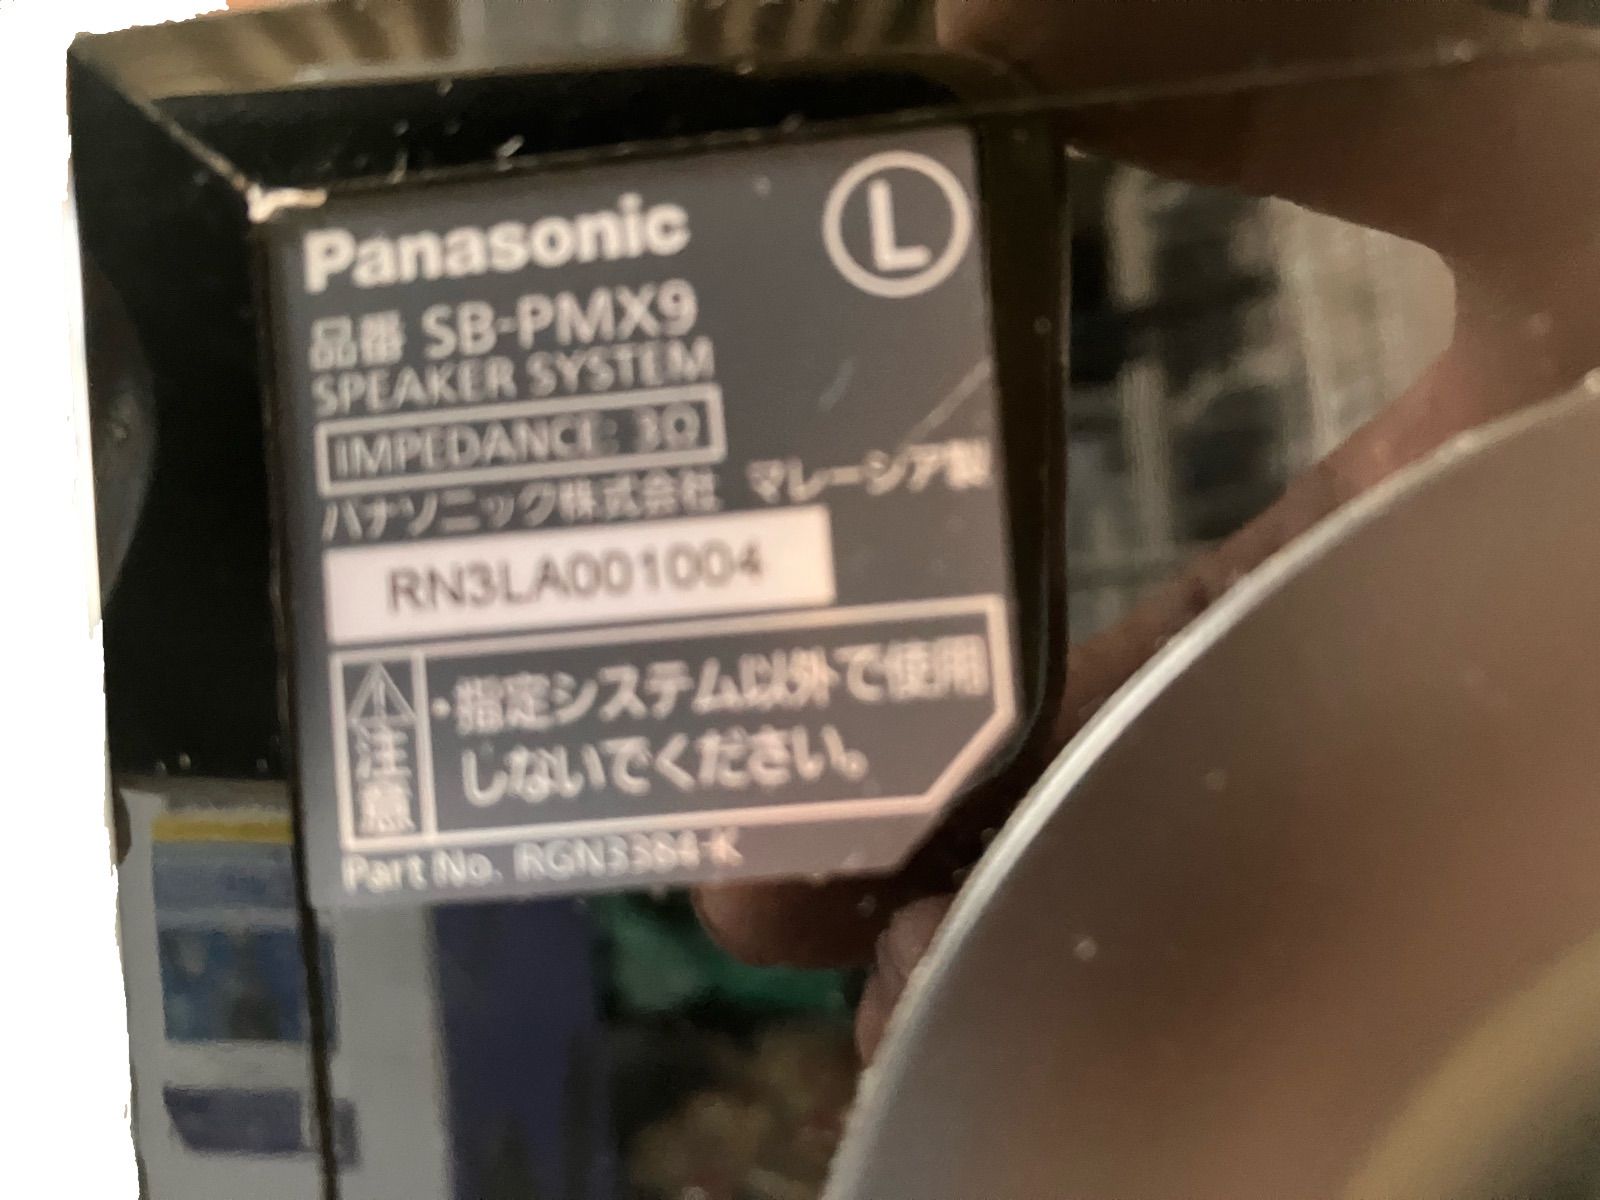 Panasonic
L
品番 SB-PMX9
SPEAKER SYSTEM
IMPEDANCE: 3Ω
パナソニック株式会社 マレーシア製
RN3LA001004
注意
・指定システム以外で使用
しないでください。
Part No. RGN3384-K